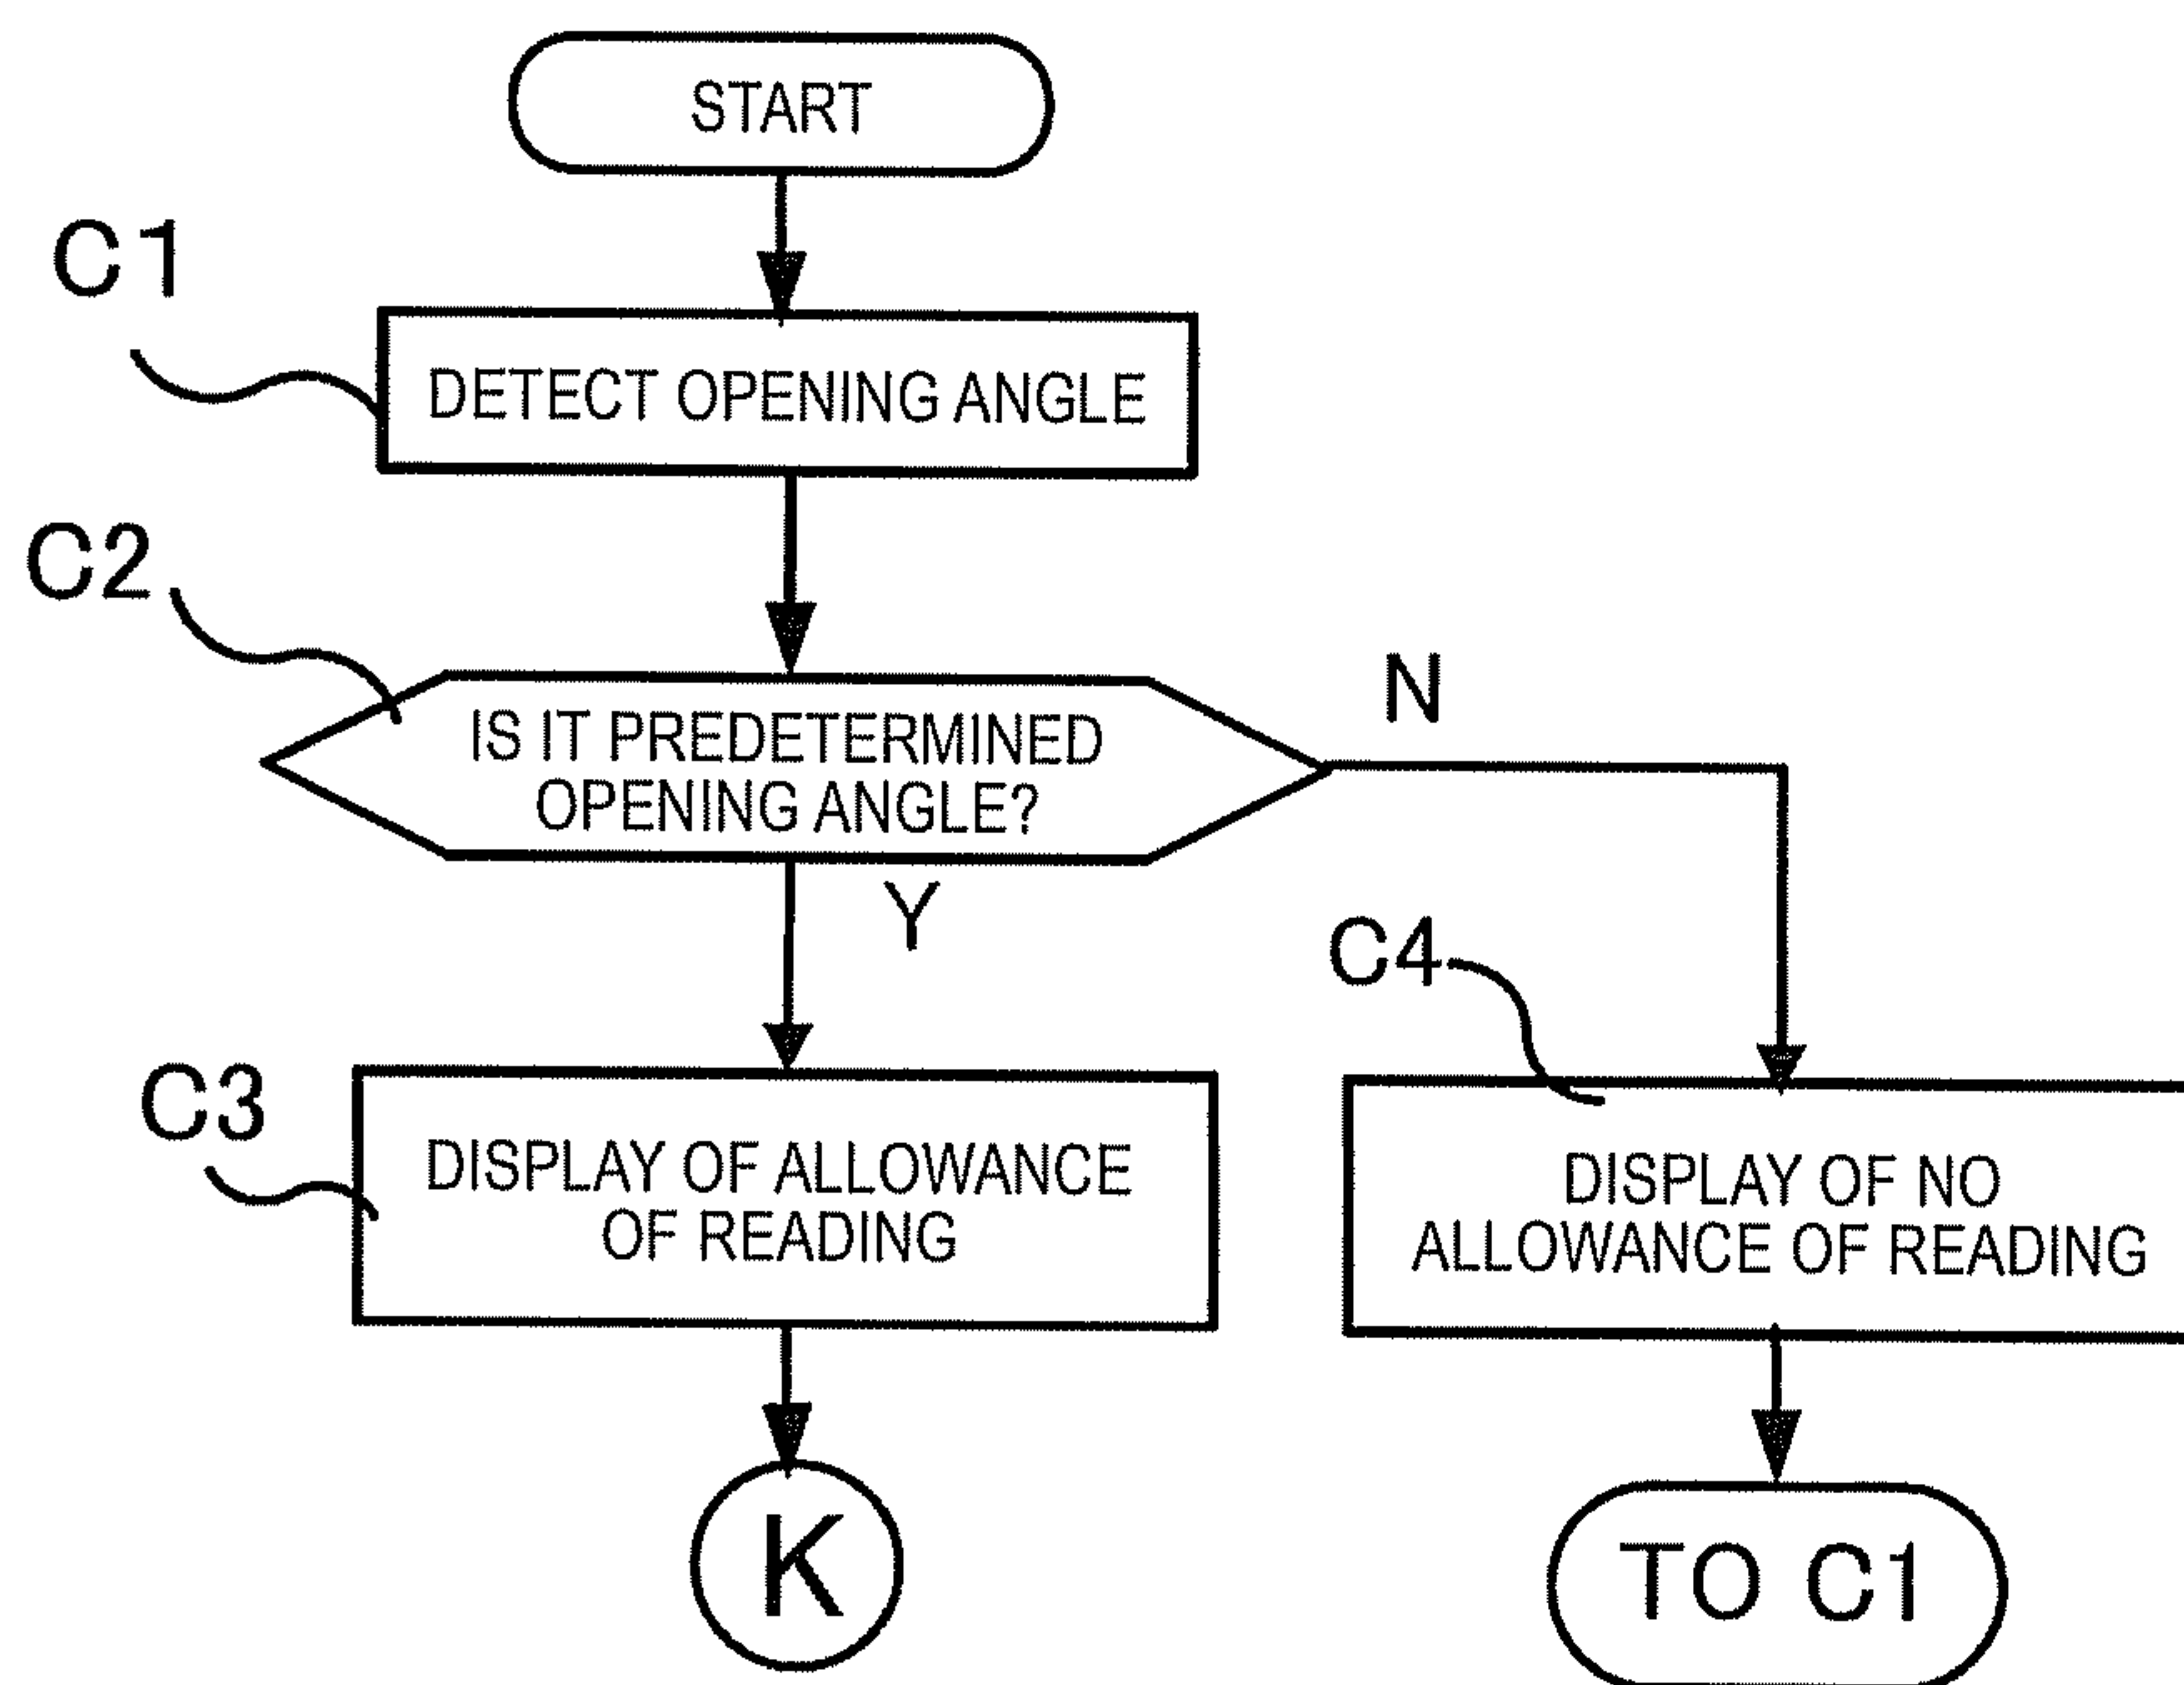 START
C1
DETECT OPENING ANGLE
C2
IS IT PREDETERMINED
OPENING ANGLE?
N
Y
C4
C3
DISPLAY OF ALLOWANCE
OF READING
DISPLAY OF NO
ALLOWANCE OF READING
K
TO C1